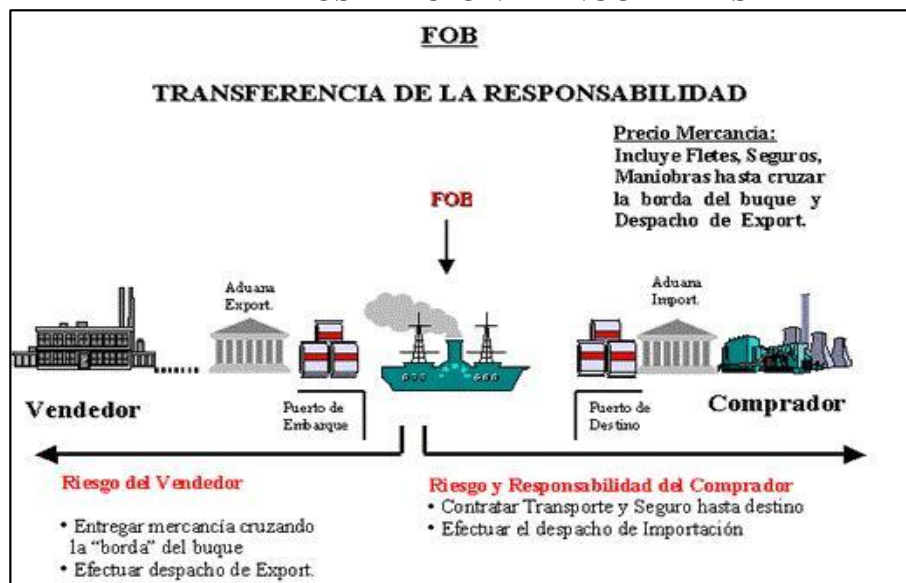 FOB
TRANSFERENCIA DE LA RESPONSABILIDAD
Precio Mercancia:
Incluye Fletes, Seguros,
Maniobras hasta cruzar
la borda del buque y
Despacho de Export.
FOB
Aduana
Export.
Aduana
Import.
Vendedor
Puerto de
Embarque
Puerto de
Destino
Comprador
Riesgo del Vendedor
• Entregar mercancía cruzando
la "borda" del buque
• Efectuar despacho de Export.
Riesgo y Responsabilidad del Comprador
• Contratar Transporte y Seguro hasta destino
• Efectuar el despacho de Importación